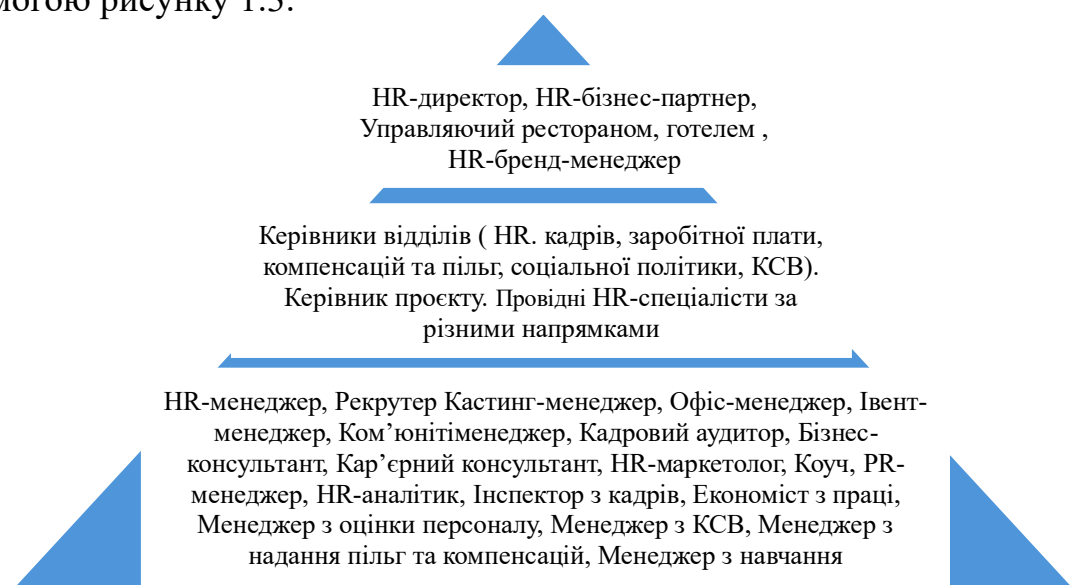 могою рисунку 1.3.
HR-директор, HR-бізнес-партнер,
Управляючий рестораном, готелем ,
HR-бренд-менеджер
Керівники відділів ( HR. кадрів, заробітної плати,
компенсацій та пільг, соціальної політики, КСВ).
Керівник проєкту. Провідні HR-спеціалісти за
різними напрямками
HR-менеджер, Рекрутер Кастинг-менеджер, Офіс-менеджер, Івент-
менеджер, Ком’юнітіменеджер, Кадровий аудитор, Бізнес-
консультант, Кар’єрний консультант, HR-маркетолог, Коуч, PR-
менеджер, HR-аналітик, Інспектор з кадрів, Економіст з праці,
Менеджер з оцінки персоналу, Менеджер з КСВ, Менеджер з
надання пільг та компенсацій, Менеджер з навчання